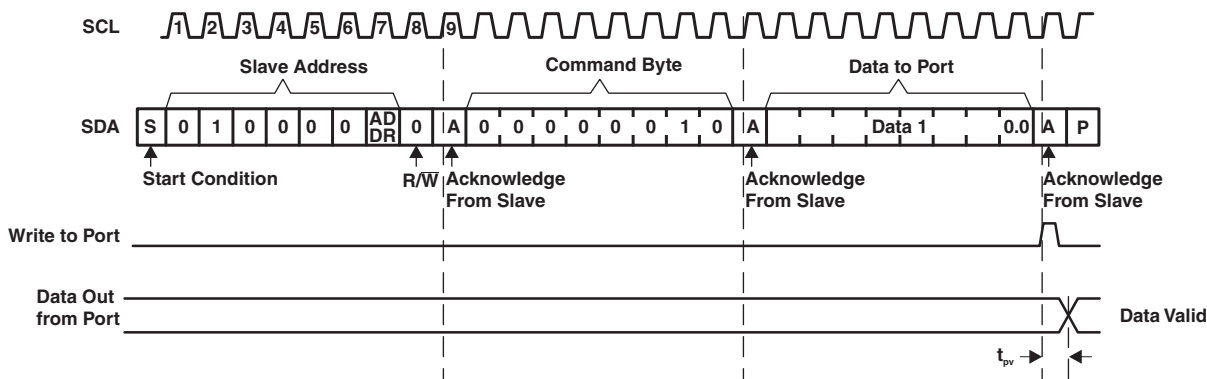 SCL 1 2 3 4 5 6 7 8 9
Slave Address Command Byte Data to Port
SDA S 0 1 0 0 0 0 AD DR 0 A 0 0 0 0 0 0 1 0 A Data 1 0.0 A P
Start Condition R/W Acknowledge From Slave Acknowledge From Slave Acknowledge From Slave
Write to Port
Data Out
from Port
Data Valid
tpv